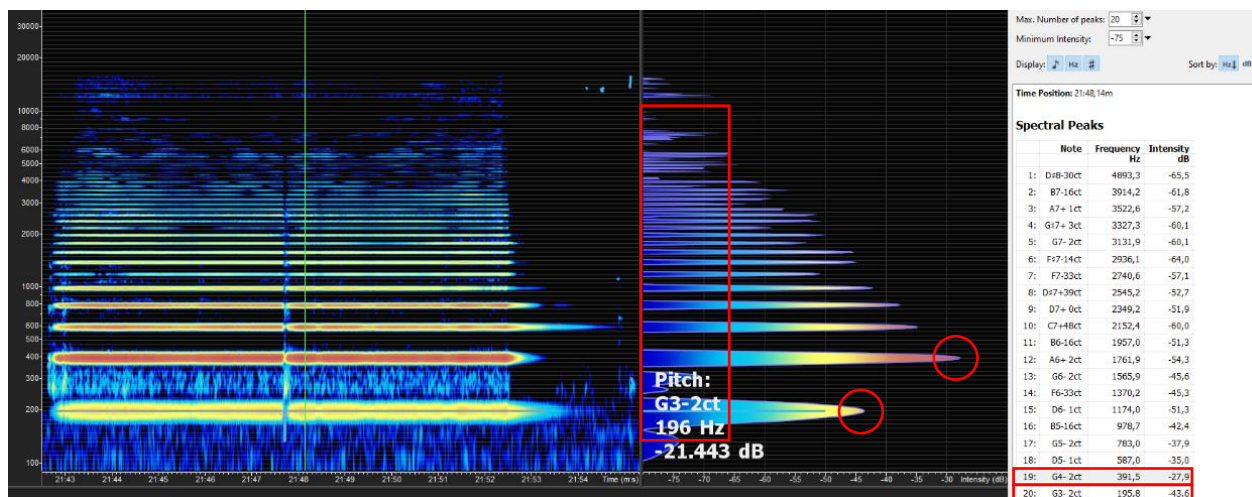 30000
20000
10000
8000
6000
5000
4000
3000
2000
1000
800
600
500
400
300
200
100
21:43 21:44 21:45 21:46 21:47 21:48 21:49 21:50 21:51 21:52 21:53 21:54 Time (m:s)
Pitch:
G3-2ct
196 Hz
-21.443 dB
-75 -70 -65 -60 -55 -50 -45 -40 -35 -30 Intensity (dB)
Max. Number of peaks: 20
Minimum Intensity: -75
Display: ♪ Hz # Sort by: Hz↓ dB
Time Position: 21:48,14m
Spectral Peaks
Note Frequency Intensity
Hz dB
1: D♯8-30ct 4893,3 -65,5
2: B7-16ct 3914,2 -61,8
3: A7+ 1ct 3522,6 -57,2
4: G♯7+ 3ct 3327,3 -60,1
5: G7- 2ct 3131,9 -60,1
6: F♯7-14ct 2936,1 -64,0
7: F7-33ct 2740,6 -57,1
8: D♯7+39ct 2545,2 -52,7
9: D7+ 0ct 2349,2 -51,9
10: C7+48ct 2152,4 -60,0
11: B6-16ct 1957,0 -51,3
12: A6+ 2ct 1761,9 -54,3
13: G6- 2ct 1565,9 -45,6
14: F6-33ct 1370,2 -45,3
15: D6- 1ct 1174,0 -51,3
16: B5-16ct 978,7 -42,4
17: G5- 2ct 783,0 -37,9
18: D5- 1ct 587,0 -35,0
19: G4- 2ct 391,5 -27,9
20: G3- 2ct 195,8 -43,6